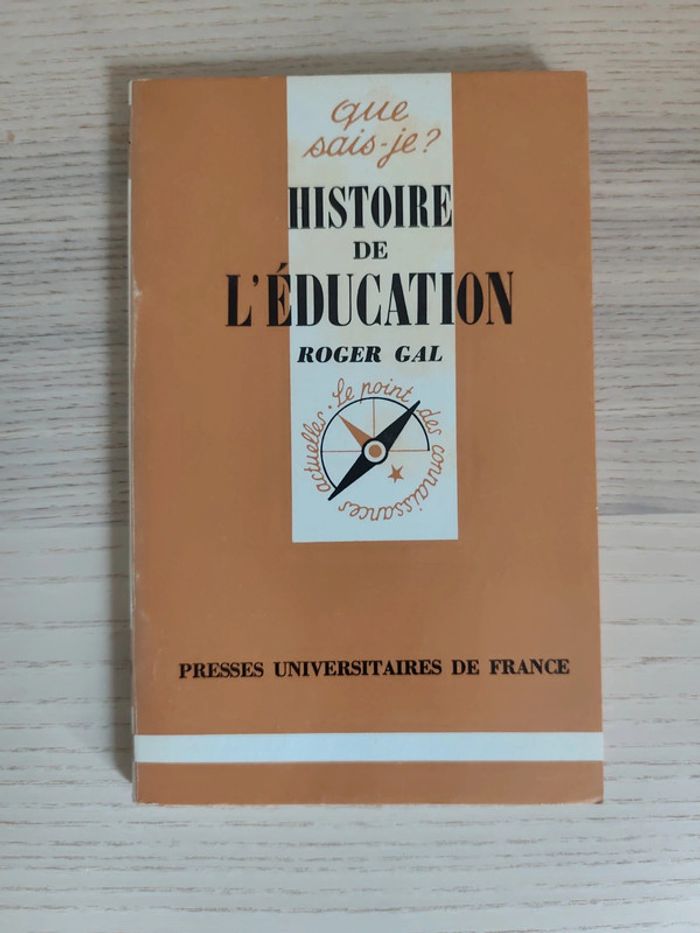 que
sais-je?
HISTOIRE
DE
L'ÉDUCATION
ROGER GAL
Le point des connaissances actuelles.
PRESSES UNIVERSITAIRES DE FRANCE